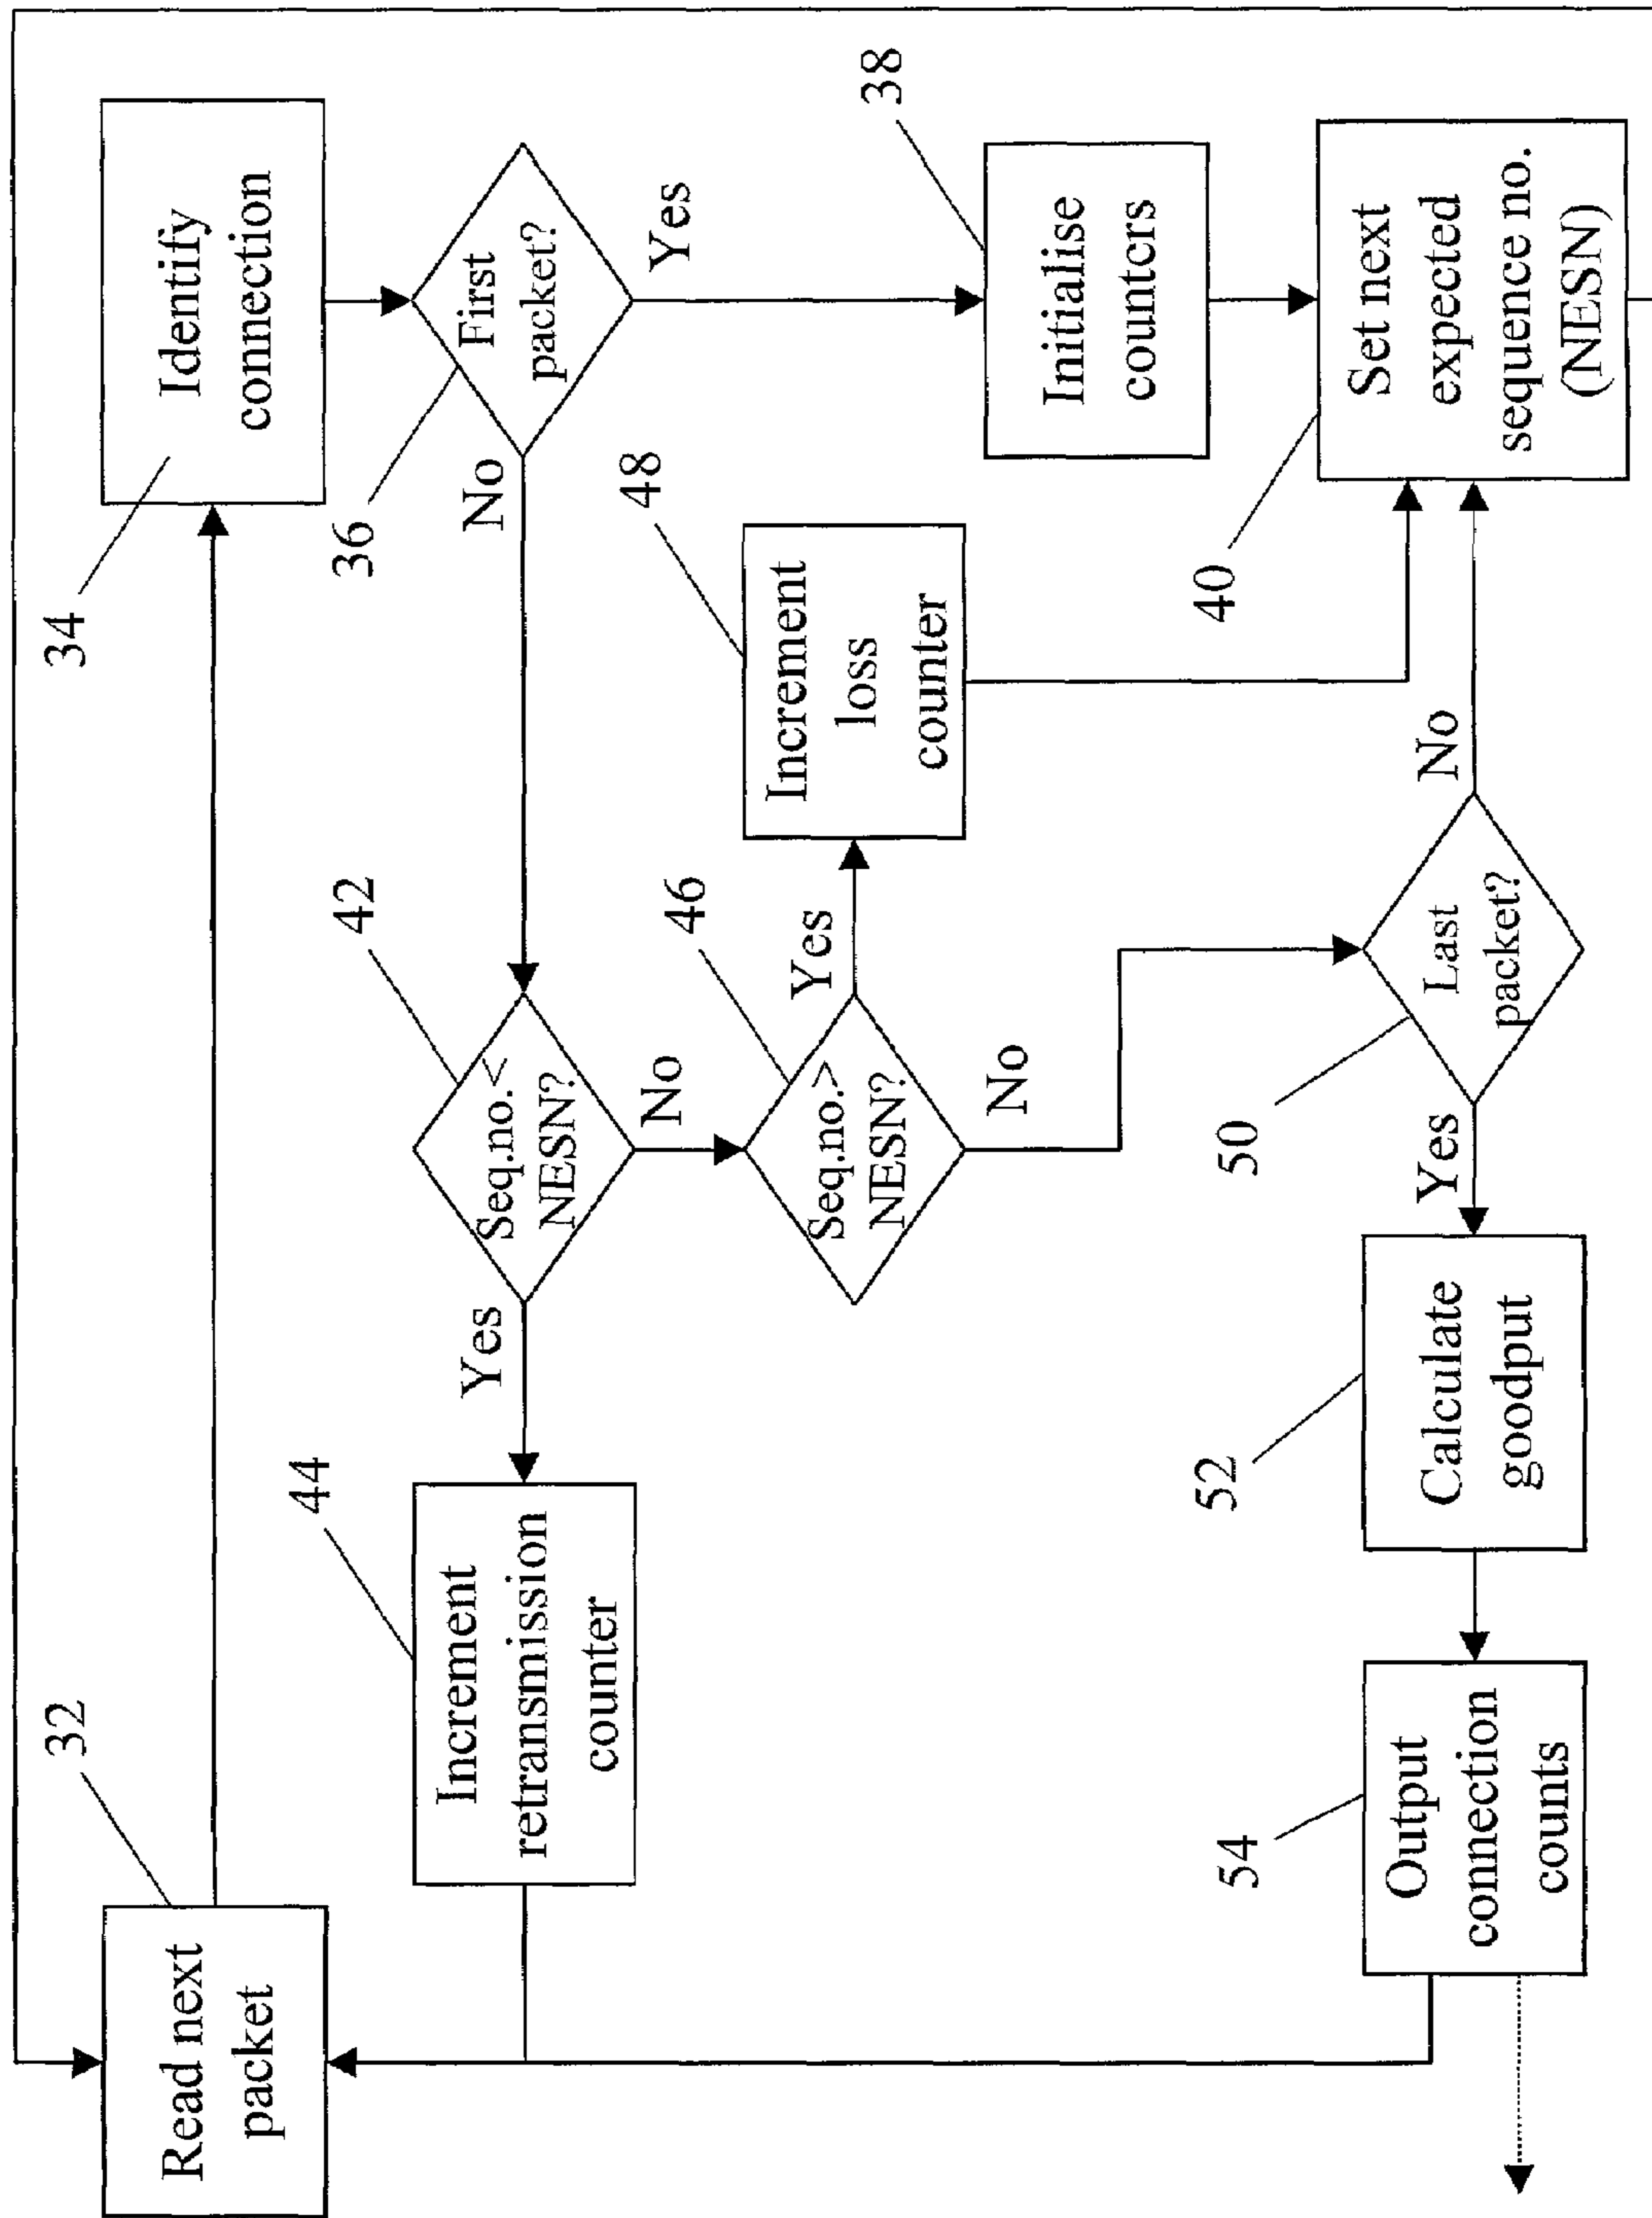 32
Read next
packet
34
Identify
connection
36
First
packet?
No
Yes
42
Seq.no. <
NESN?
Yes
No
44
Increment
retransmission
counter
46
Seq.no.>
NESN?
Yes
No
48
Increment
loss
counter
38
Initialise
counters
40
Set next
expected
sequence no.
(NESN)
50
Last
packet?
Yes
No
52
Calculate
goodput
54
Output
connection
counts